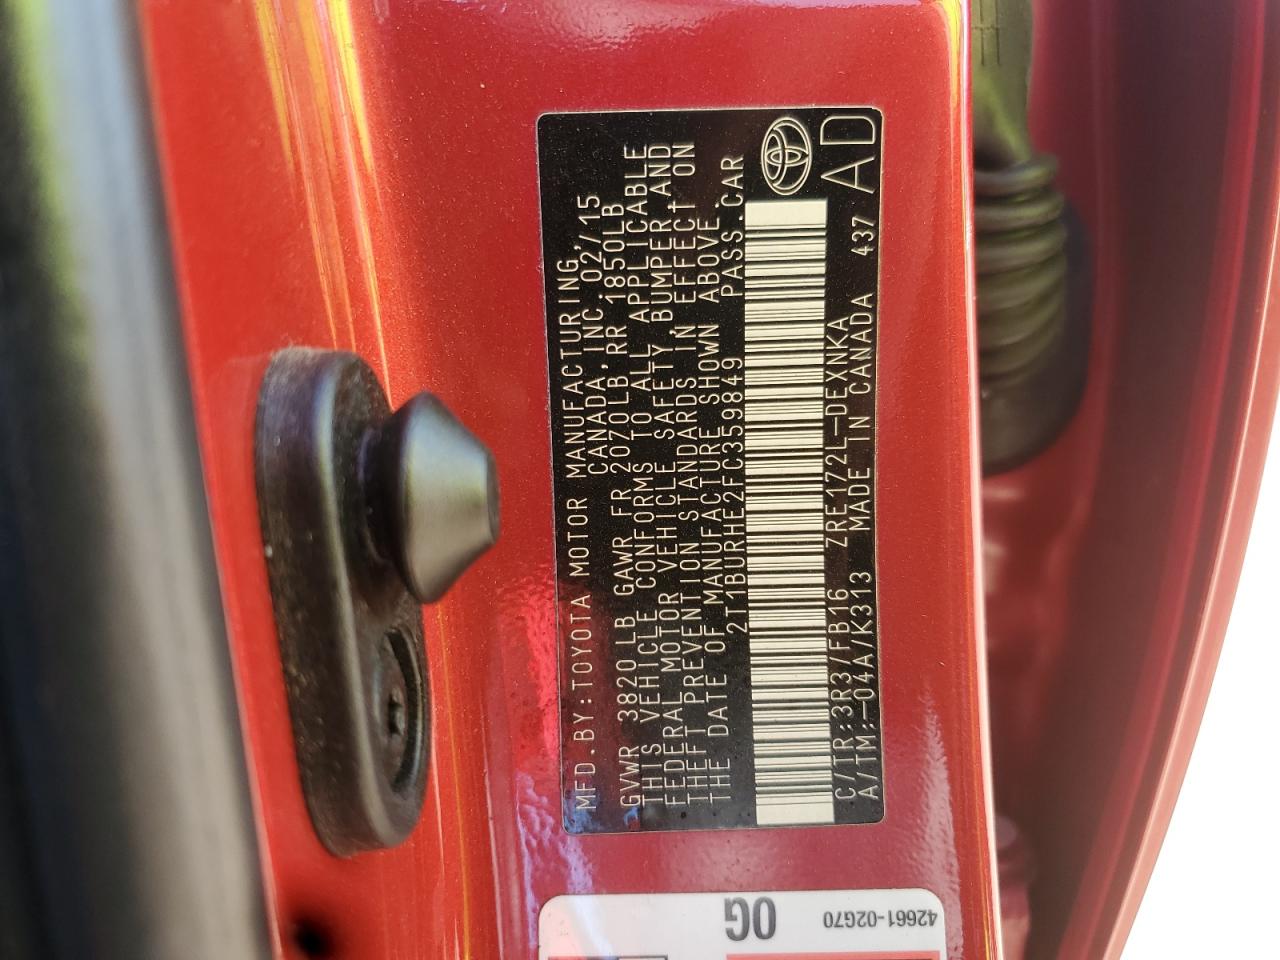 MFD.BY:TOYOTA MOTOR MANUFACTURING,
CANADA,INC.02/15
GVWR 3820LB GAWR FR 2070LB RR 1850LB
THIS VEHICLE CONFORMS TO ALL APPLICABLE
FEDERAL MOTOR VEHICLE SAFETY,BUMPER AND
THEFT PREVENTION STANDARDS IN EFFECT ON
THE DATE OF MANUFACTURE SHOWN ABOVE.
2T1BURHE2FC359849 PASS.CAR
C/TR:3R3/FB16 ZRE172L-DEXNKA
A/TM:-04A/K313 MADE IN CANADA 437 AD
0G
42661-02G70